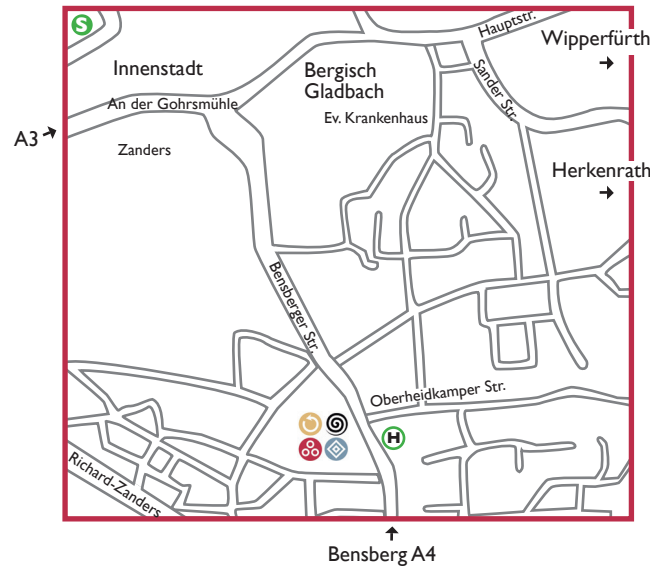 S
Hauptstr.
Wipperfürth
Innenstadt
Bergisch
Gladbach
Sander Str.
An der Gohrsmühle
Ev. Krankenhaus
A3
Zanders
Herkenrath
Bensberger Str.
Oberheidkamper Str.
H
Richard-Zanders
Bensberg A4